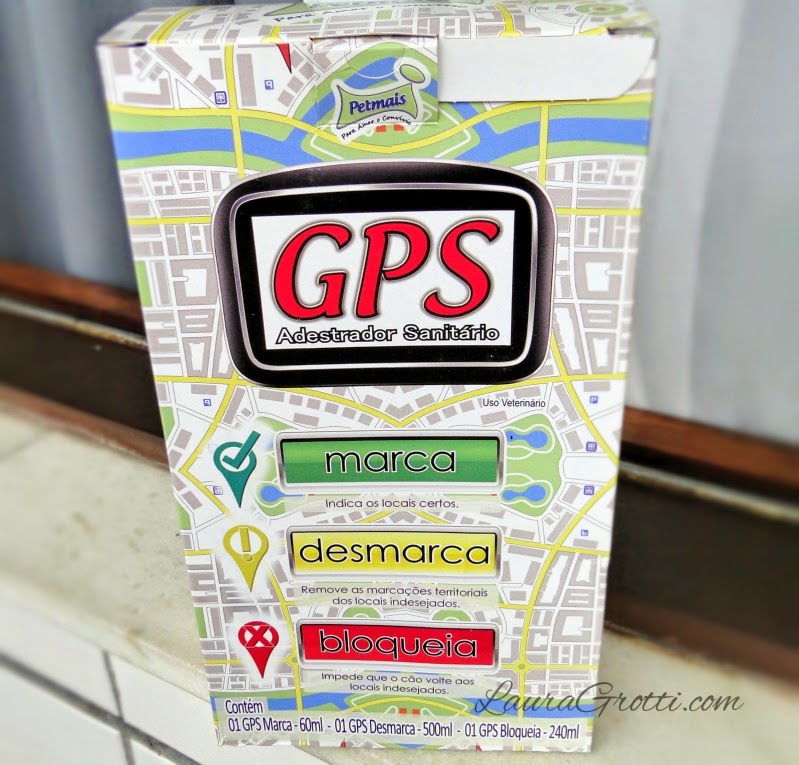 Petmais
Para Amar o Convívio
GPS
Adestrador Sanitário
Uso Veterinário
marca
Indica os locais certos.
desmarca
Remove as marcações territoriais
dos locais indesejados.
bloqueia
Impede que o cão volte aos
locais indesejados.
LauraGrotti.com
Contém
01 GPS Marca - 60ml - 01 GPS Desmarca - 500ml - 01 GPS Bloqueia - 240ml